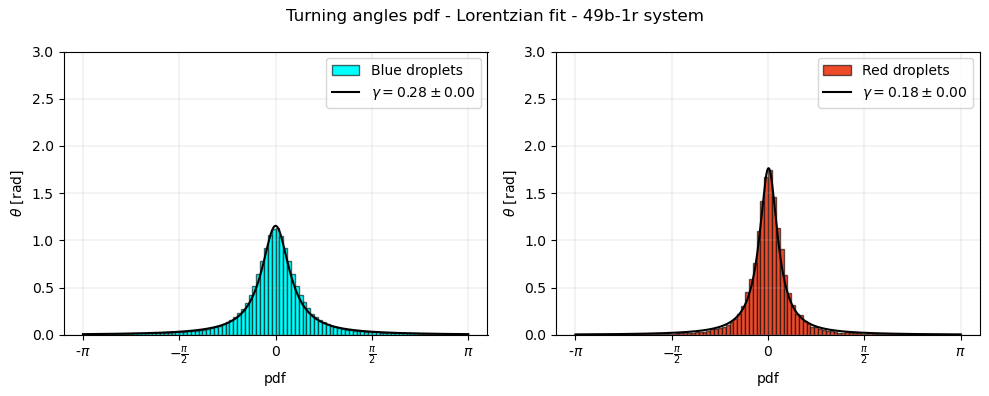 Turning angles pdf - Lorentzian fit - 49b-1r system
3.0
2.5
2.0
1.5
1.0
0.5
0.0
θ [rad]
Blue droplets
γ = 0.28 ± 0.00
-π
−π/2
0
π/2
π
pdf
3.0
2.5
2.0
1.5
1.0
0.5
0.0
θ [rad]
Red droplets
γ = 0.18 ± 0.00
-π
−π/2
0
π/2
π
pdf